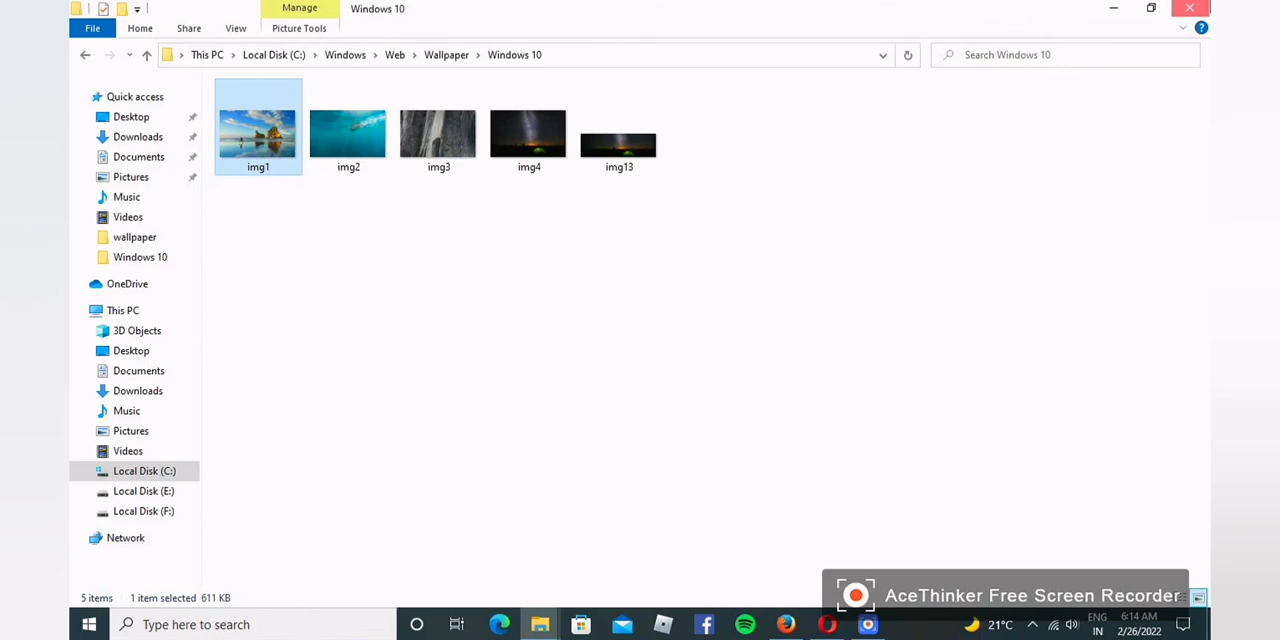 Manage
Windows 10
File
Home
Share
View
Picture Tools
This PC > Local Disk (C:) > Windows > Web > Wallpaper > Windows 10
Search Windows 10
Quick access
Desktop
Downloads
Documents
Pictures
Music
Videos
wallpaper
Windows 10
OneDrive
This PC
3D Objects
Desktop
Documents
Downloads
Music
Pictures
Videos
Local Disk (C:)
Local Disk (E:)
Local Disk (F:)
Network
img1
img2
img3
img4
img13
5 items
1 item selected 611 KB
AceThinker Free Screen Recorder
Type here to search
21°C
ENG
IN
6:14 AM
2/26/2022